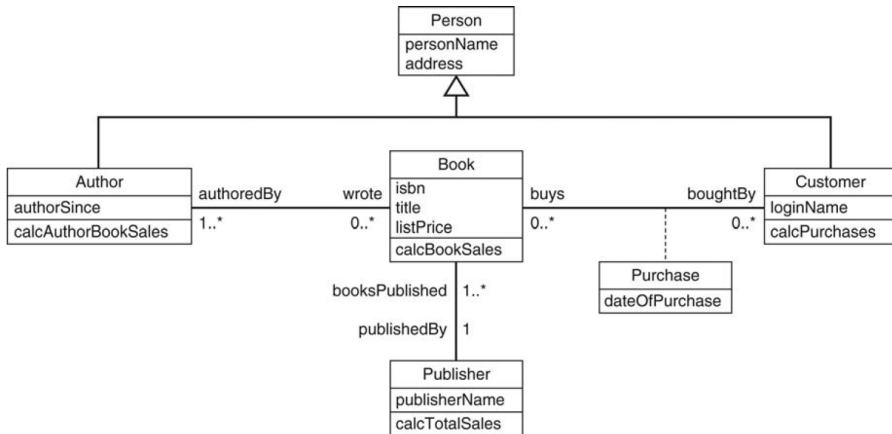 Person
personName
address
Author
authorSince
calcAuthorBookSales
authoredBy
1..*
wrote
0..*
Book
isbn
title
listPrice
calcBookSales
buys
0..*
boughtBy
0..*
Customer
loginName
calcPurchases
Purchase
dateOfPurchase
booksPublished
1..*
publishedBy
1
Publisher
publisherName
calcTotalSales